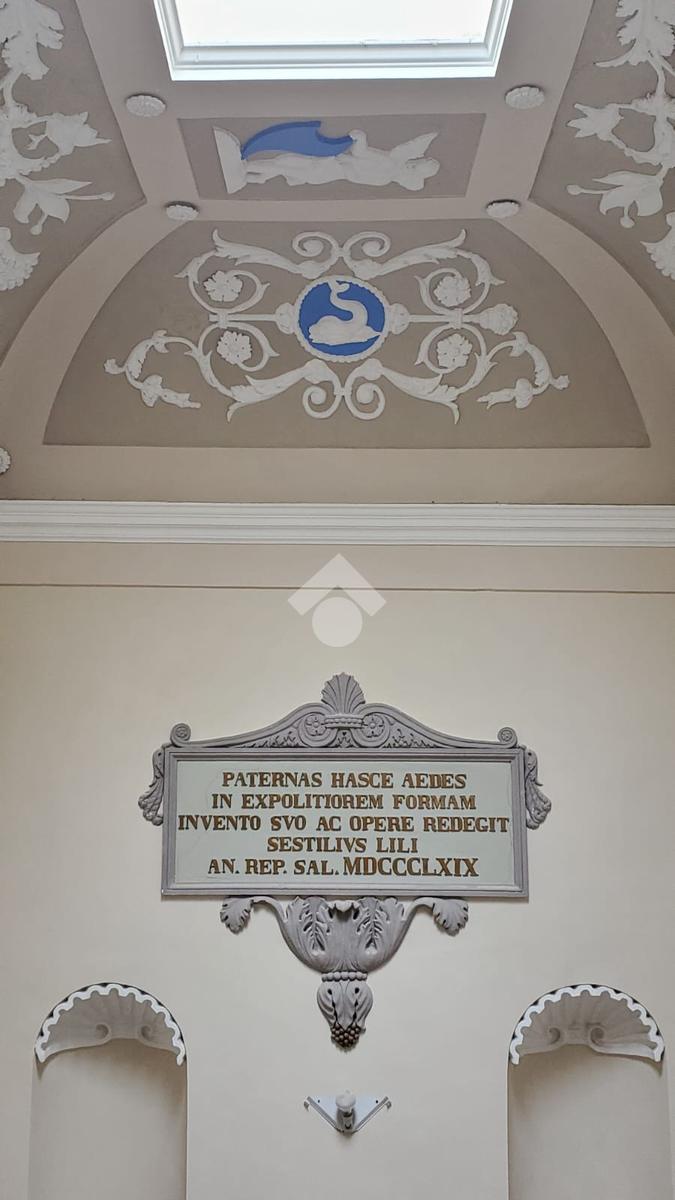 PATERNAS HASCE AEDES
IN EXPOLITIOREM FORMAM
INVENTO SVO AC OPERE REDEGIT
SESTILIVS LILI
AN. REP. SAL. MDCCCLXIX